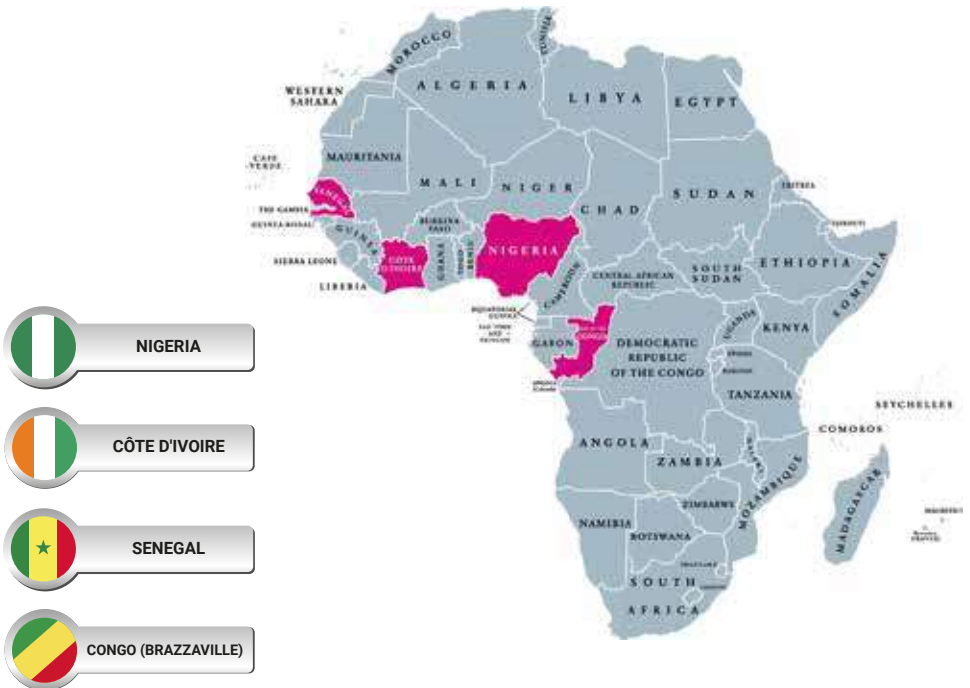 MOROCCO
TUNISIA
ALGERIA
LIBYA
EGYPT
WESTERN
SAHARA
CAPE
VERDE
MAURITANIA
MALI
NIGER
CHAD
SUDAN
ERITREA
SENEGAL
THE GAMBIA
GUINEA-BISSAU
GUINEA
BURKINA
FASO
DJIBOUTI
SIERRA LEONE
CÔTE
D'IVOIRE
GHANA
TOGO
BENIN
NIGERIA
LIBERIA
CAMEROON
CENTRAL AFRICAN
REPUBLIC
SOUTH
SUDAN
ETHIOPIA
SOMALIA
EQUATORIAL
GUINEA
SAO TOME
AND
PRINCIPE
GABON
CONGO
DEMOCRATIC
REPUBLIC
OF THE CONGO
UGANDA
KENYA
RWANDA
BURUNDI
TANZANIA
SEYCHELLES
COMOROS
ANGOLA
ZAMBIA
MALAWI
MOZAMBIQUE
MADAGASCAR
ZIMBABWE
NAMIBIA
BOTSWANA
SWAZILAND
SOUTH
AFRICA
NIGERIA
CÔTE D'IVOIRE
SENEGAL
CONGO (BRAZZAVILLE)